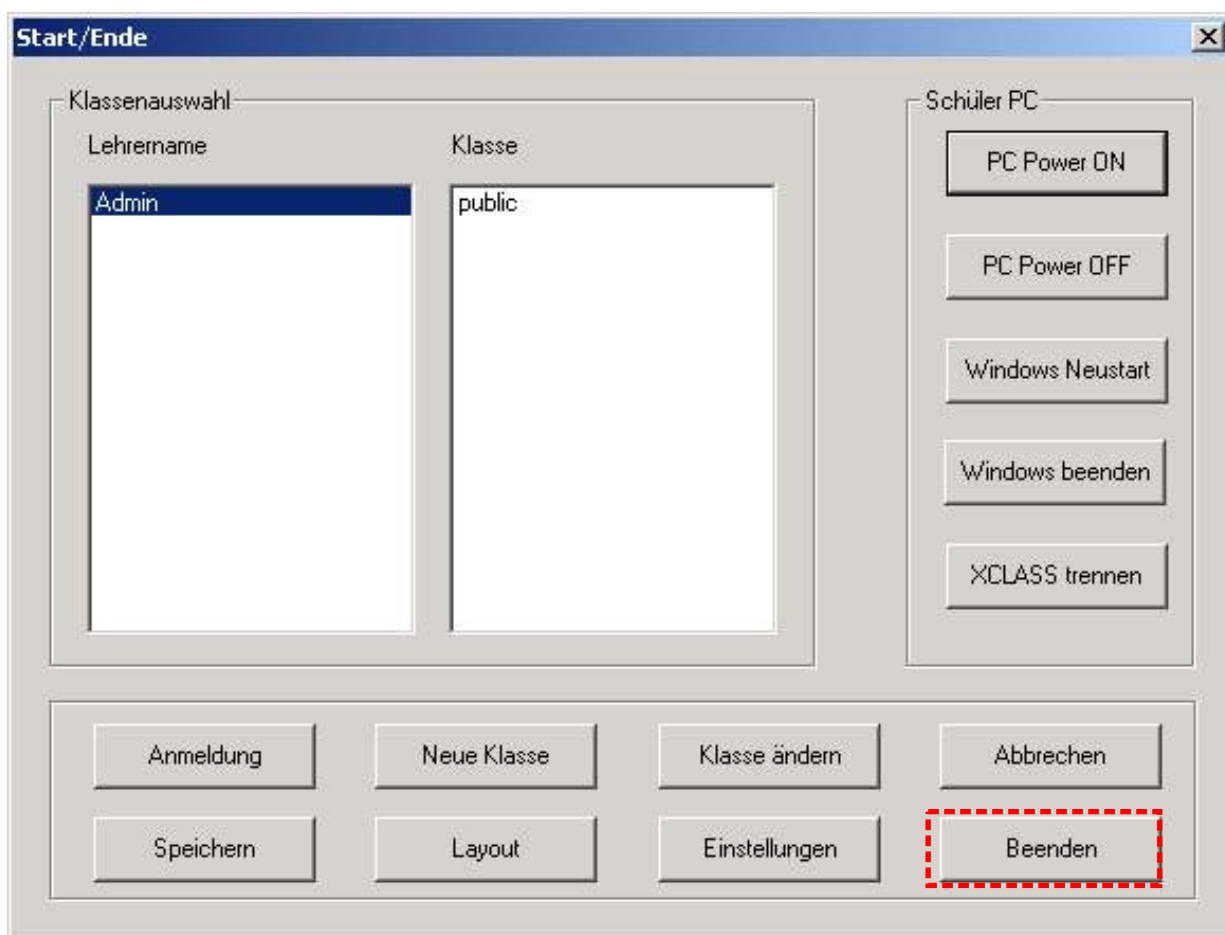 Start/Ende
Klassenauswahl
Lehrername
Klasse
Admin
public
Schüler PC
PC Power ON
PC Power OFF
Windows Neustart
Windows beenden
XCLASS trennen
Anmeldung
Neue Klasse
Klasse ändern
Abbrechen
Speichern
Layout
Einstellungen
Beenden